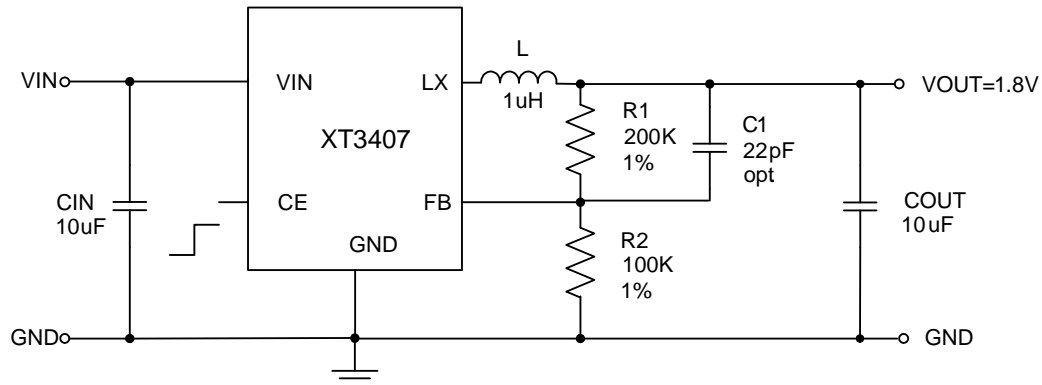 L
VIN
VIN
LX
VOUT=1.8V
1uH
R1
200K
1%
C1
22pF
opt
XT3407
CIN
10uF
CE
FB
COUT
10uF
GND
R2
100K
1%
GND
GND